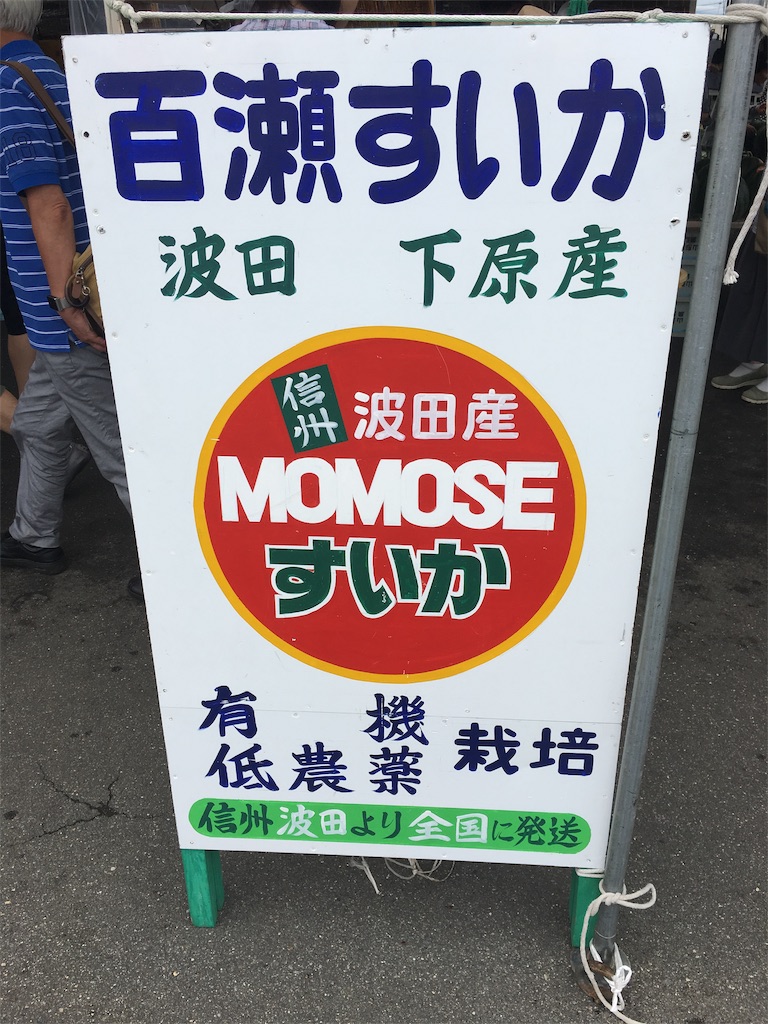 百瀬すいか
波田 下原産
信州 波田産
MOMOSE
すいか
有機
低農薬 栽培
信州波田より全国に発送